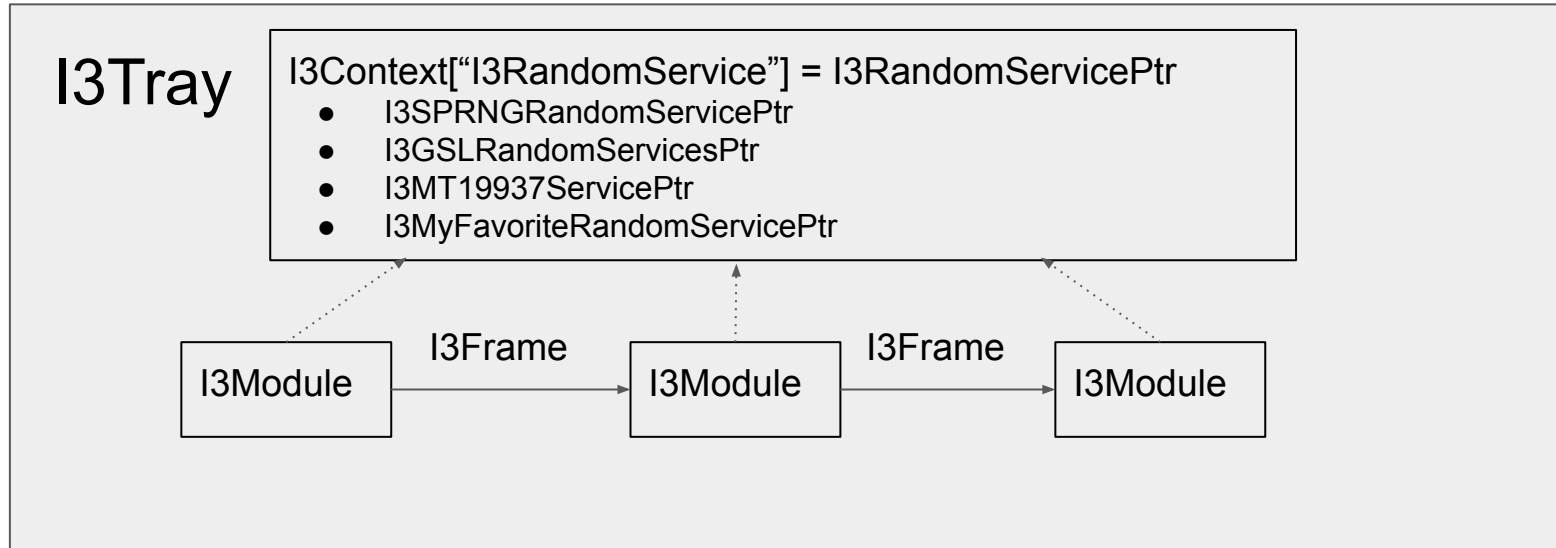 I3Tray
I3Context[“I3RandomService”] = I3RandomServicePtr
● I3SPRNGRandomServicePtr
● I3GSLRandomServicesPtr
● I3MT19937ServicePtr
● I3MyFavoriteRandomServicePtr
I3Frame
I3Frame
I3Module
I3Module
I3Module